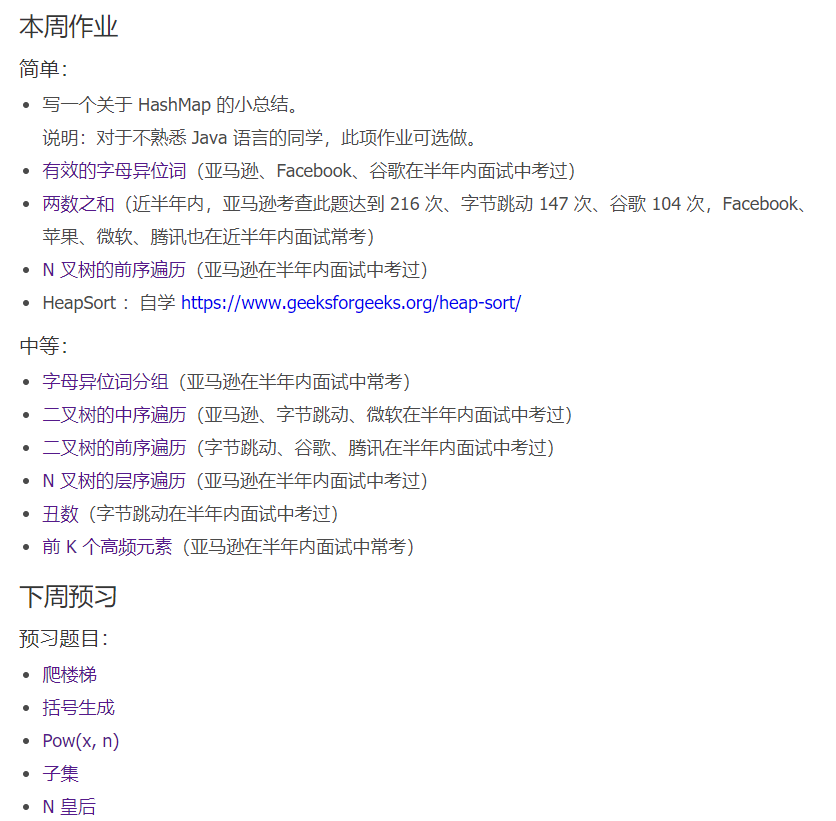 本周作业
简单：
写一个关于 HashMap 的小总结。
说明：对于不熟悉 Java 语言的同学，此项作业可选做。
有效的字母异位词（亚马逊、Facebook、谷歌在半年内面试中考过）
两数之和（近半年内，亚马逊考查此题达到 216 次、字节跳动 147 次、谷歌 104 次，Facebook、
苹果、微软、腾讯也在近半年内面试常考）
N 叉树的前序遍历（亚马逊在半年内面试中考过）
HeapSort ：自学 https://www.geeksforgeeks.org/heap-sort/
中等：
字母异位词分组（亚马逊在半年内面试中常考）
二叉树的中序遍历（亚马逊、字节跳动、微软在半年内面试中考过）
二叉树的前序遍历（字节跳动、谷歌、腾讯在半年内面试中考过）
N 叉树的层序遍历（亚马逊在半年内面试中考过）
丑数（字节跳动在半年内面试中考过）
前 K 个高频元素（亚马逊在半年内面试中常考）
下周预习
预习题目：
爬楼梯
括号生成
Pow(x, n)
子集
N 皇后